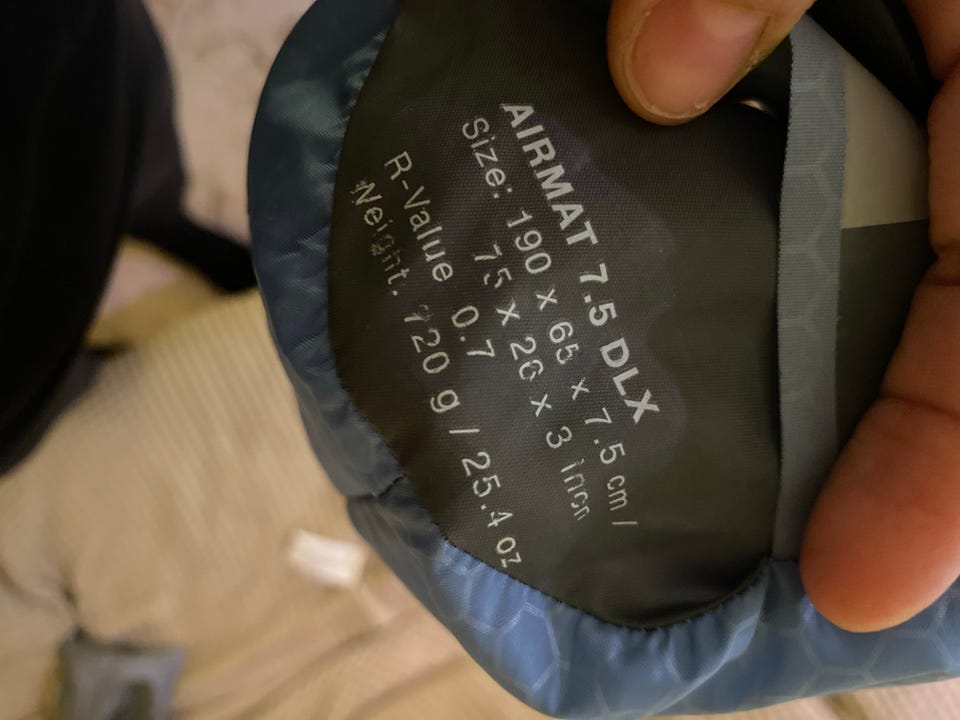 AIRMAT 7.5 DLX
Size: 190 x 65 x 7.5 cm /
75 x 26 x 3 inch
R-Value 0.7
Weight. 720 g / 25.4 oz